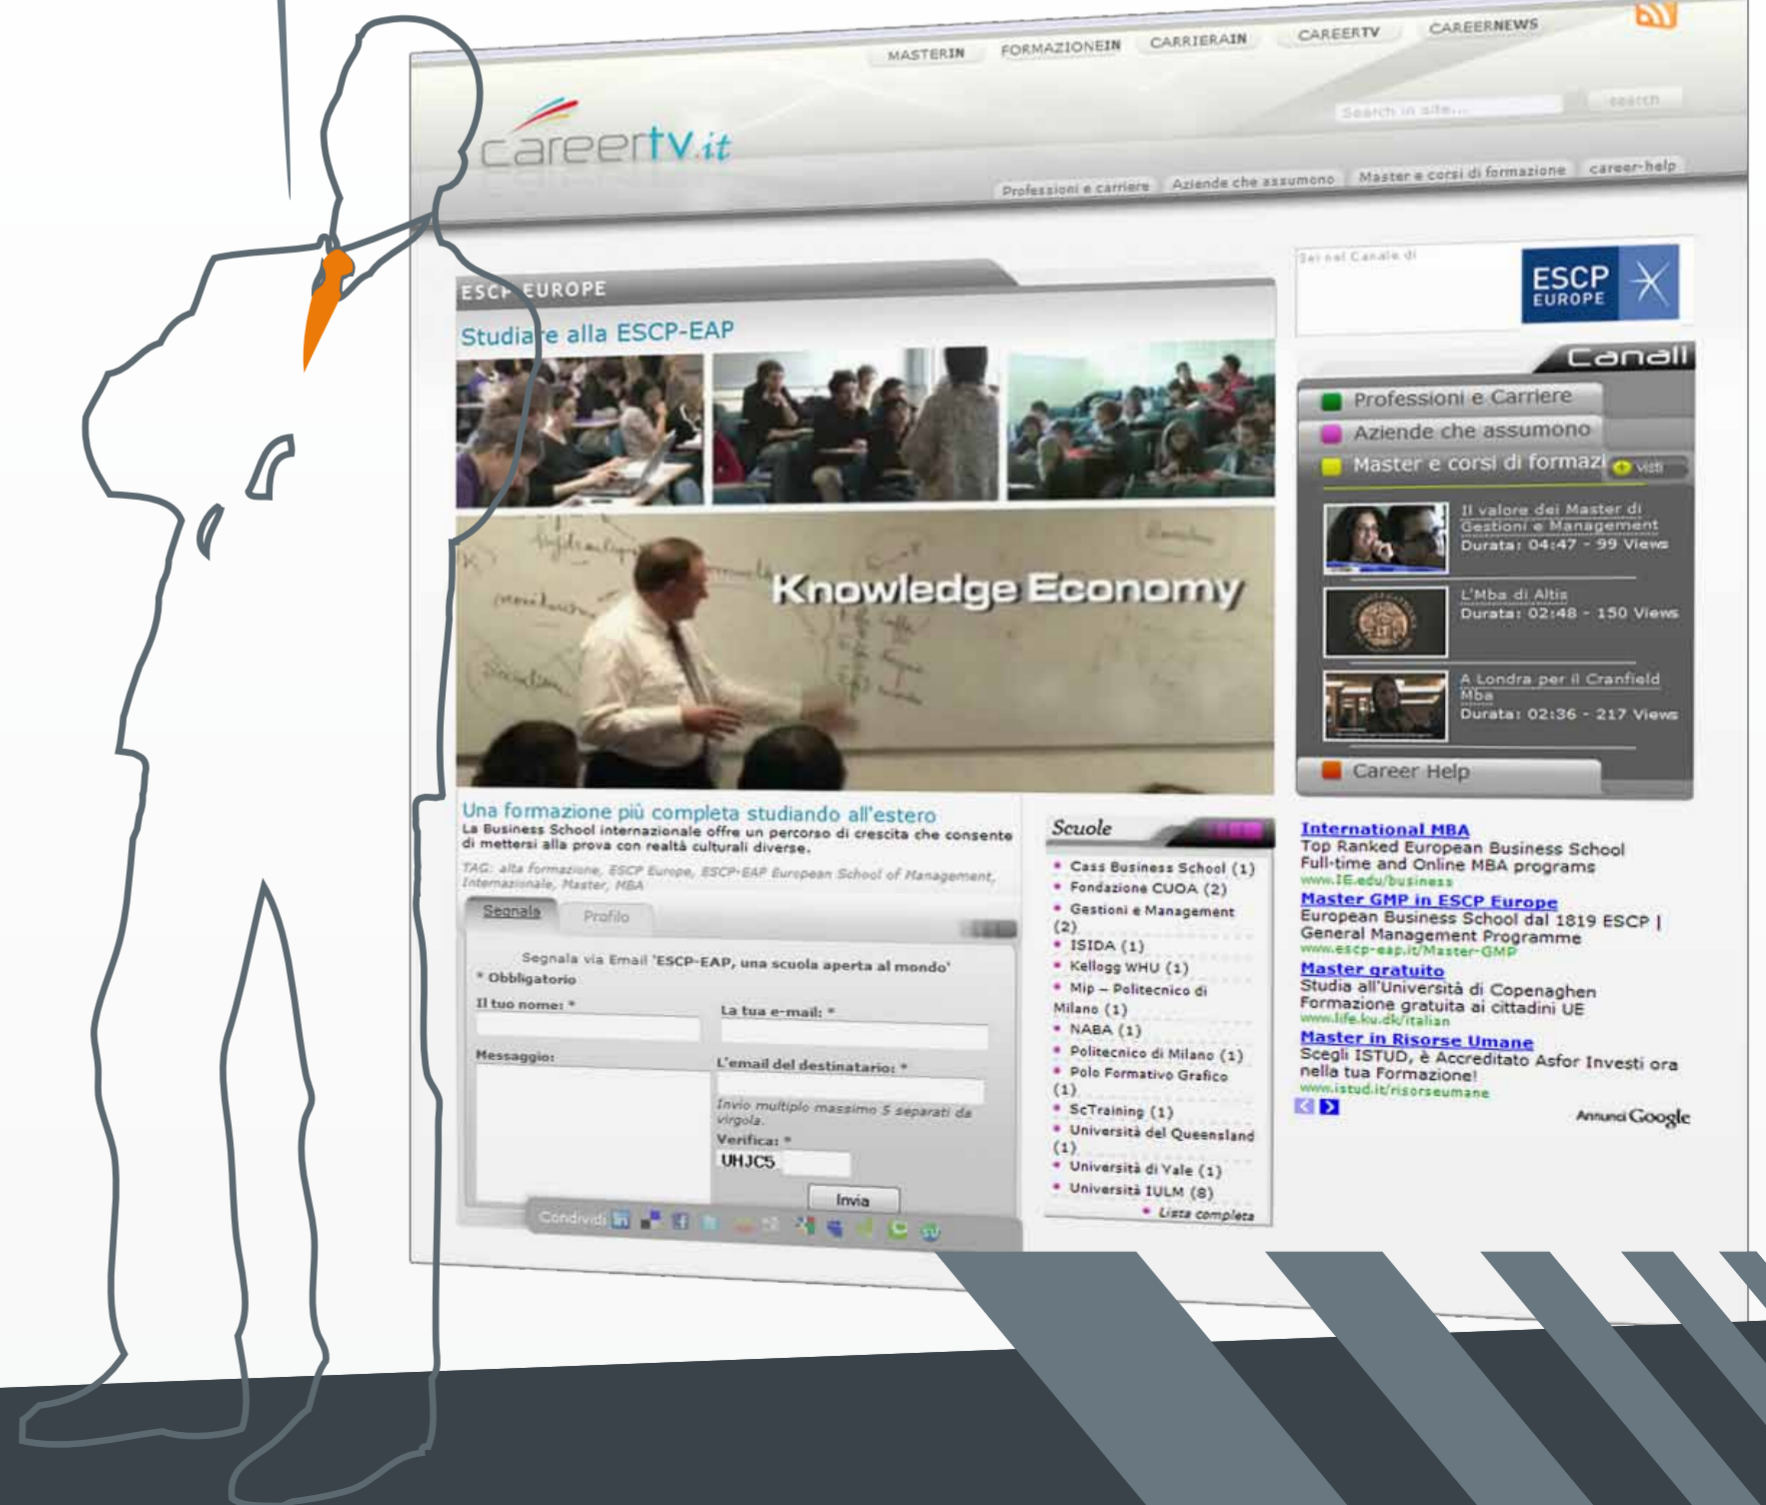 MASTERIN FORMAZIONEIN CARRIERAIN CAREERTV CAREERNEWS
careertv.it
Search in site... search
Professioni e carriere Aziende che assumono Master e corsi di formazione career-help
ESCP EUROPE
Studiare alla ESCP-EAP
Knowledge Economy
Una formazione più completa studiando all'estero
La Business School internazionale offre un percorso di crescita che consente
di mettersi alla prova con realtà culturali diverse.
TAG: alta formazione, ESCP Europe, ESCP-EAP European School of Management,
Internazionale, Master, MBA
Segnala Profilo
Segnala via Email 'ESCP-EAP, una scuola aperta al mondo'
* Obbligatorio
Il tuo nome: *
La tua e-mail: *
Messaggio:
L'email del destinatario: *
Invio multiplo massimo 5 separati da
virgola.
Verifica: *
UHJC5
Invia
Condividi
Scuole
Cass Business School (1)
Fondazione CUOA (2)
Gestioni e Management
(2)
ISIDA (1)
Kellogg WHU (1)
Mip – Politecnico di
Milano (1)
NABA (1)
Politecnico di Milano (1)
Polo Formativo Grafico
(1)
ScTraining (1)
Università del Queensland
(1)
Università di Yale (1)
Università IULM (8)
Lista completa
Sei nel Canale di
ESCP
EUROPE
Canali
Professioni e Carriere
Aziende che assumono
Master e corsi di formazi + visti
Il valore dei Master di
Gestioni e Management
Durata: 04:47 - 99 Views
L'Mba di Altis
Durata: 02:48 - 150 Views
A Londra per il Cranfield
Mba
Durata: 02:36 - 217 Views
Career Help
International MBA
Top Ranked European Business School
Full-time and Online MBA programs
www.IE.edu/business
Master GMP in ESCP Europe
European Business School dal 1819 ESCP |
General Management Programme
www.escp-eap.it/Master-GMP
Master gratuito
Studia all'Università di Copenaghen
Formazione gratuita ai cittadini UE
www.life.ku.dk/italian
Master in Risorse Umane
Scegli ISTUD, è Accreditato Asfor Investi ora
nella tua Formazione!
www.istud.it/risorseumane
Annunci Google